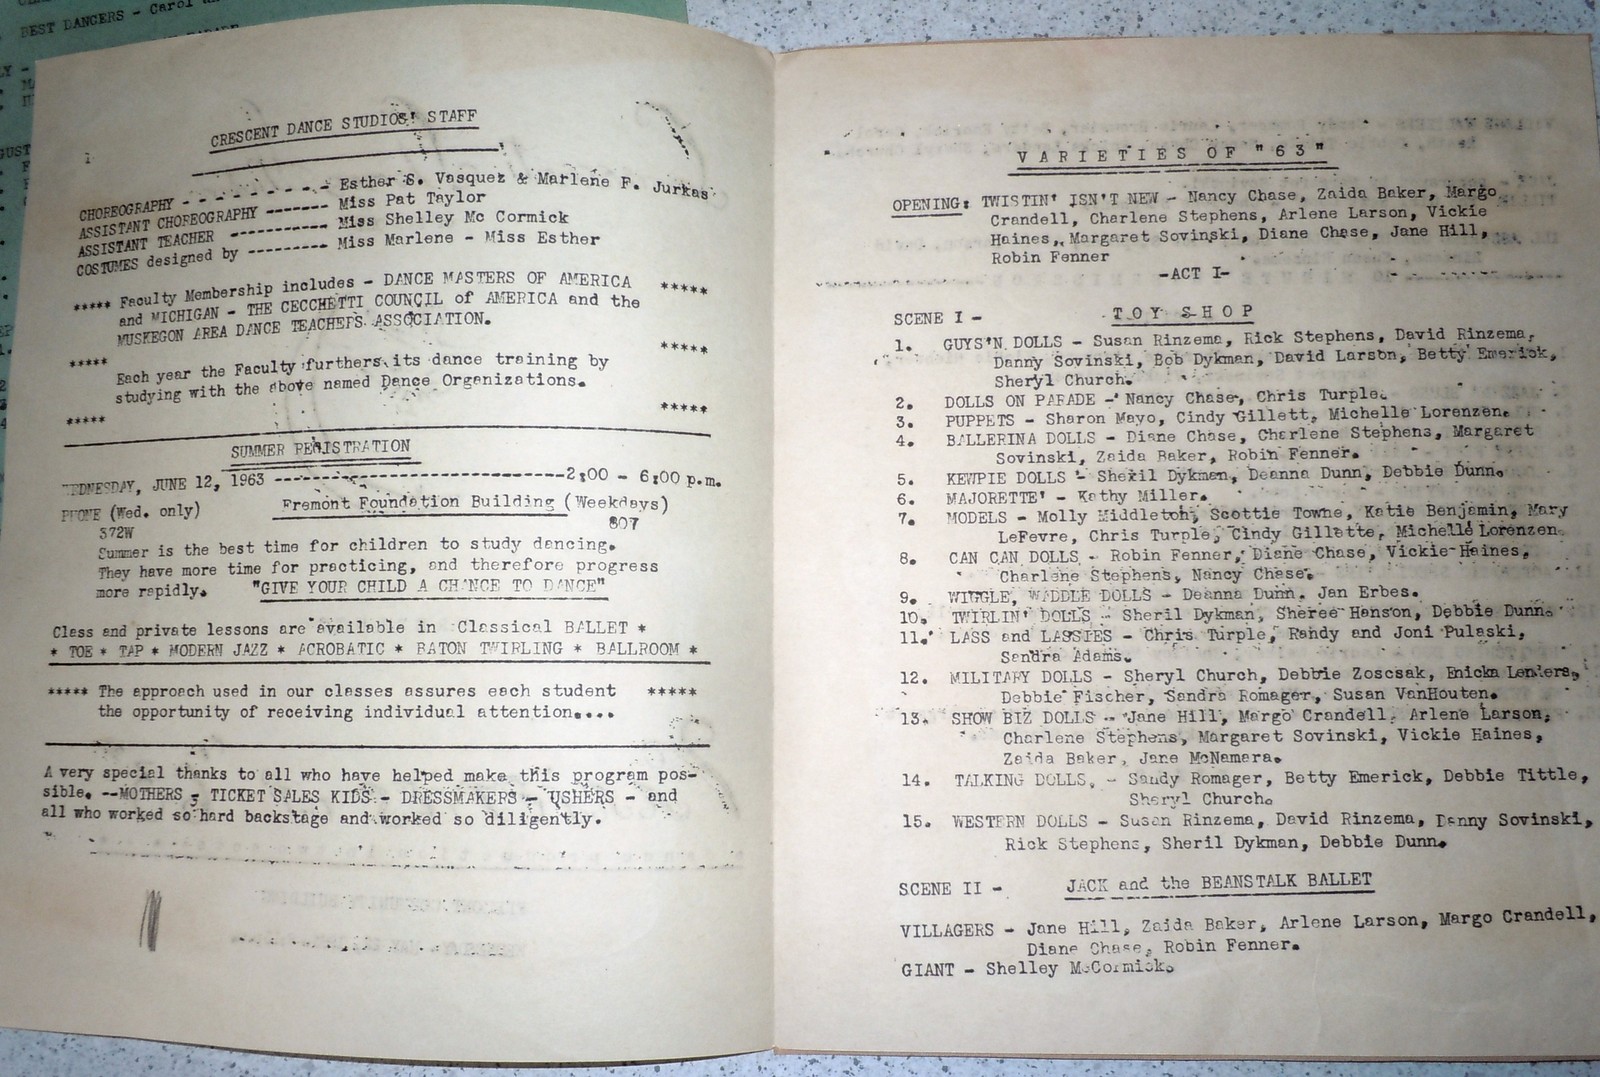 BEST DANCERS - Carol
CRESCENT DANCE STUDIOS' STAFF
CHOREOGRAPHY - - - - - - - - - Esther S. Vasquez & Marlene F. Jurkas
ASSISTANT CHOREOGRAPHY ------- Miss Pat Taylor
ASSISTANT TEACHER ----------- Miss Shelley Mc Cormick
COSTUMES designed by --------- Miss Marlene - Miss Esther
***** Faculty Membership includes - DANCE MASTERS OF AMERICA *****
and MICHIGAN - THE CECCHETTI COUNCIL of AMERICA and the
MUSKEGON AREA DANCE TEACHERS ASSOCIATION.
***** *****
Each year the Faculty furthers its dance training by
studying with the above named Dance Organizations.
***** *****
SUMMER REGISTRATION
WEDNESDAY, JUNE 12, 1963 -----------------------------2:00 - 6:00 p.m.
PHONE (Wed. only) Fremont Foundation Building (Weekdays)
572W 807
Summer is the best time for children to study dancing.
They have more time for practicing, and therefore progress
more rapidly. "GIVE YOUR CHILD A CHANCE TO DANCE"
Class and private lessons are available in Classical BALLET *
* TOE * TAP * MODERN JAZZ * ACROBATIC * BATON TWIRLING * BALLROOM *
***** The approach used in our classes assures each student *****
the opportunity of receiving individual attention....
A very special thanks to all who have helped make this program pos-
sible. --MOTHERS - TICKET SALES KIDS - DRESSMAKERS - USHERS - and
all who worked so hard backstage and worked so diligently.
VARIETIES OF "63"
OPENING: TWISTIN' ISN'T NEW - Nancy Chase, Zaida Baker, Margo
Crandell, Charlene Stephens, Arlene Larson, Vickie
Haines, Margaret Sovinski, Diane Chase, Jane Hill,
Robin Fenner
-ACT I-
SCENE I - TOY SHOP
1. GUYS'N DOLLS - Susan Rinzema, Rick Stephens, David Rinzema,
Danny Sovinski, Bob Dykman, David Larson, Betty Emerick,
Sheryl Church.
2. DOLLS ON PARADE - Nancy Chase, Chris Turple.
3. PUPPETS - Sharon Mayo, Cindy Gillett, Michelle Lorenzen.
4. BALLERINA DOLLS - Diane Chase, Charlene Stephens, Margaret
Sovinski, Zaida Baker, Robin Fenner.
5. KEWPIE DOLLS - Sheril Dykman, Deanna Dunn, Debbie Dunn.
6. MAJORETTE' - Kathy Miller.
7. MODELS - Molly Middleton, Scottie Towne, Katie Benjamin, Mary
LeFevre, Chris Turple, Cindy Gillette, Michelle Lorenzen
8. CAN CAN DOLLS - Robin Fenner, Diane Chase, Vickie Haines,
Charlene Stephens, Nancy Chase.
9. WIGGLE, WADDLE DOLLS - Deanna Dunn, Jan Erbes.
10. TWIRLIN' DOLLS - Sheril Dykman, Sheree Hanson, Debbie Dunn.
11. LASS and LASSIES - Chris Turple, Randy and Joni Pulaski,
Sandra Adams.
12. MILITARY DOLLS - Sheryl Church, Debbie Zoscsak, Ericka Lenters,
Debbie Fischer, Sandra Romager, Susan VanHouten.
13. SHOW BIZ DOLLS - Jane Hill, Margo Crandell, Arlene Larson,
Charlene Stephens, Margaret Sovinski, Vickie Haines,
Zaida Baker, Jane McNamara.
14. TALKING DOLLS, - Sandy Romager, Betty Emerick, Debbie Tittle,
Sheryl Church.
15. WESTERN DOLLS - Susan Rinzema, David Rinzema, Danny Sovinski,
Rick Stephens, Sheril Dykman, Debbie Dunn.
SCENE II - JACK and the BEANSTALK BALLET
VILLAGERS - Jane Hill, Zaida Baker, Arlene Larson, Margo Crandell,
Diane Chase, Robin Fenner.
GIANT - Shelley McCormick.